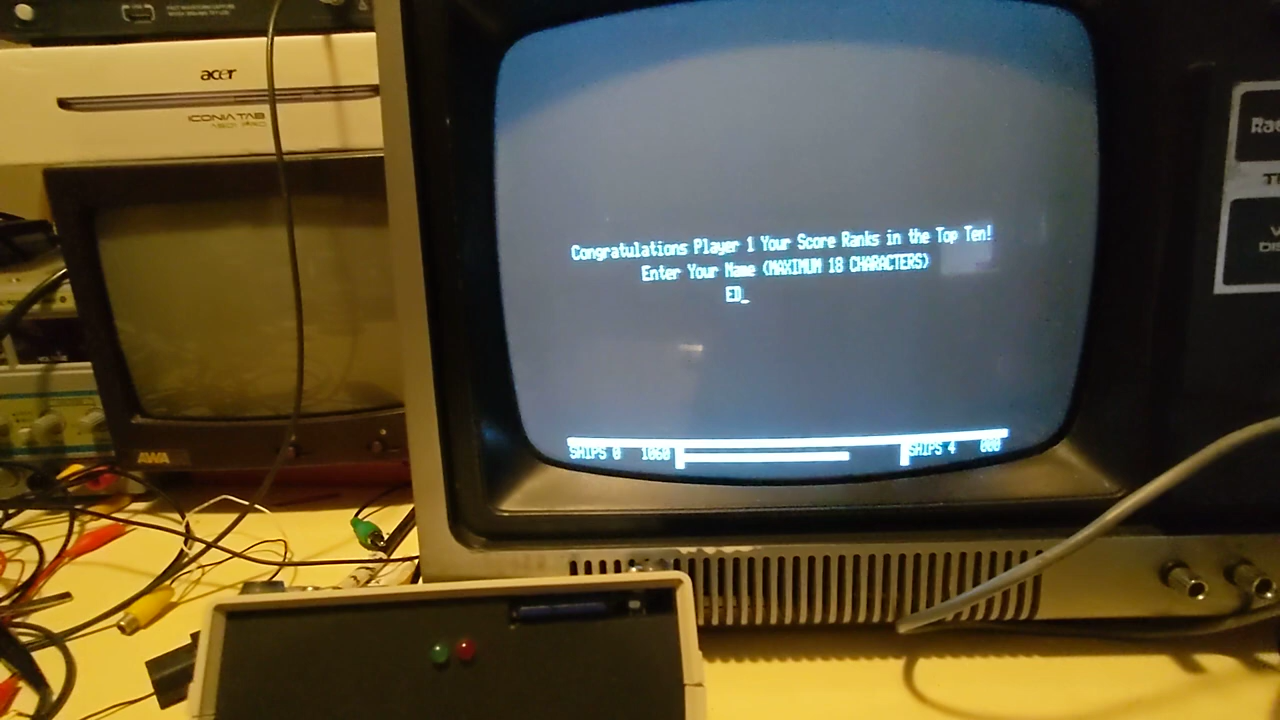 acer
ICONIA TAB
AWA
Congratulations Player 1 Your Score Ranks in the Top Ten!
Enter Your Name (MAXIMUM 18 CHARACTERS)
ED_
SHIPS 0 1060
SHIPS 4 000